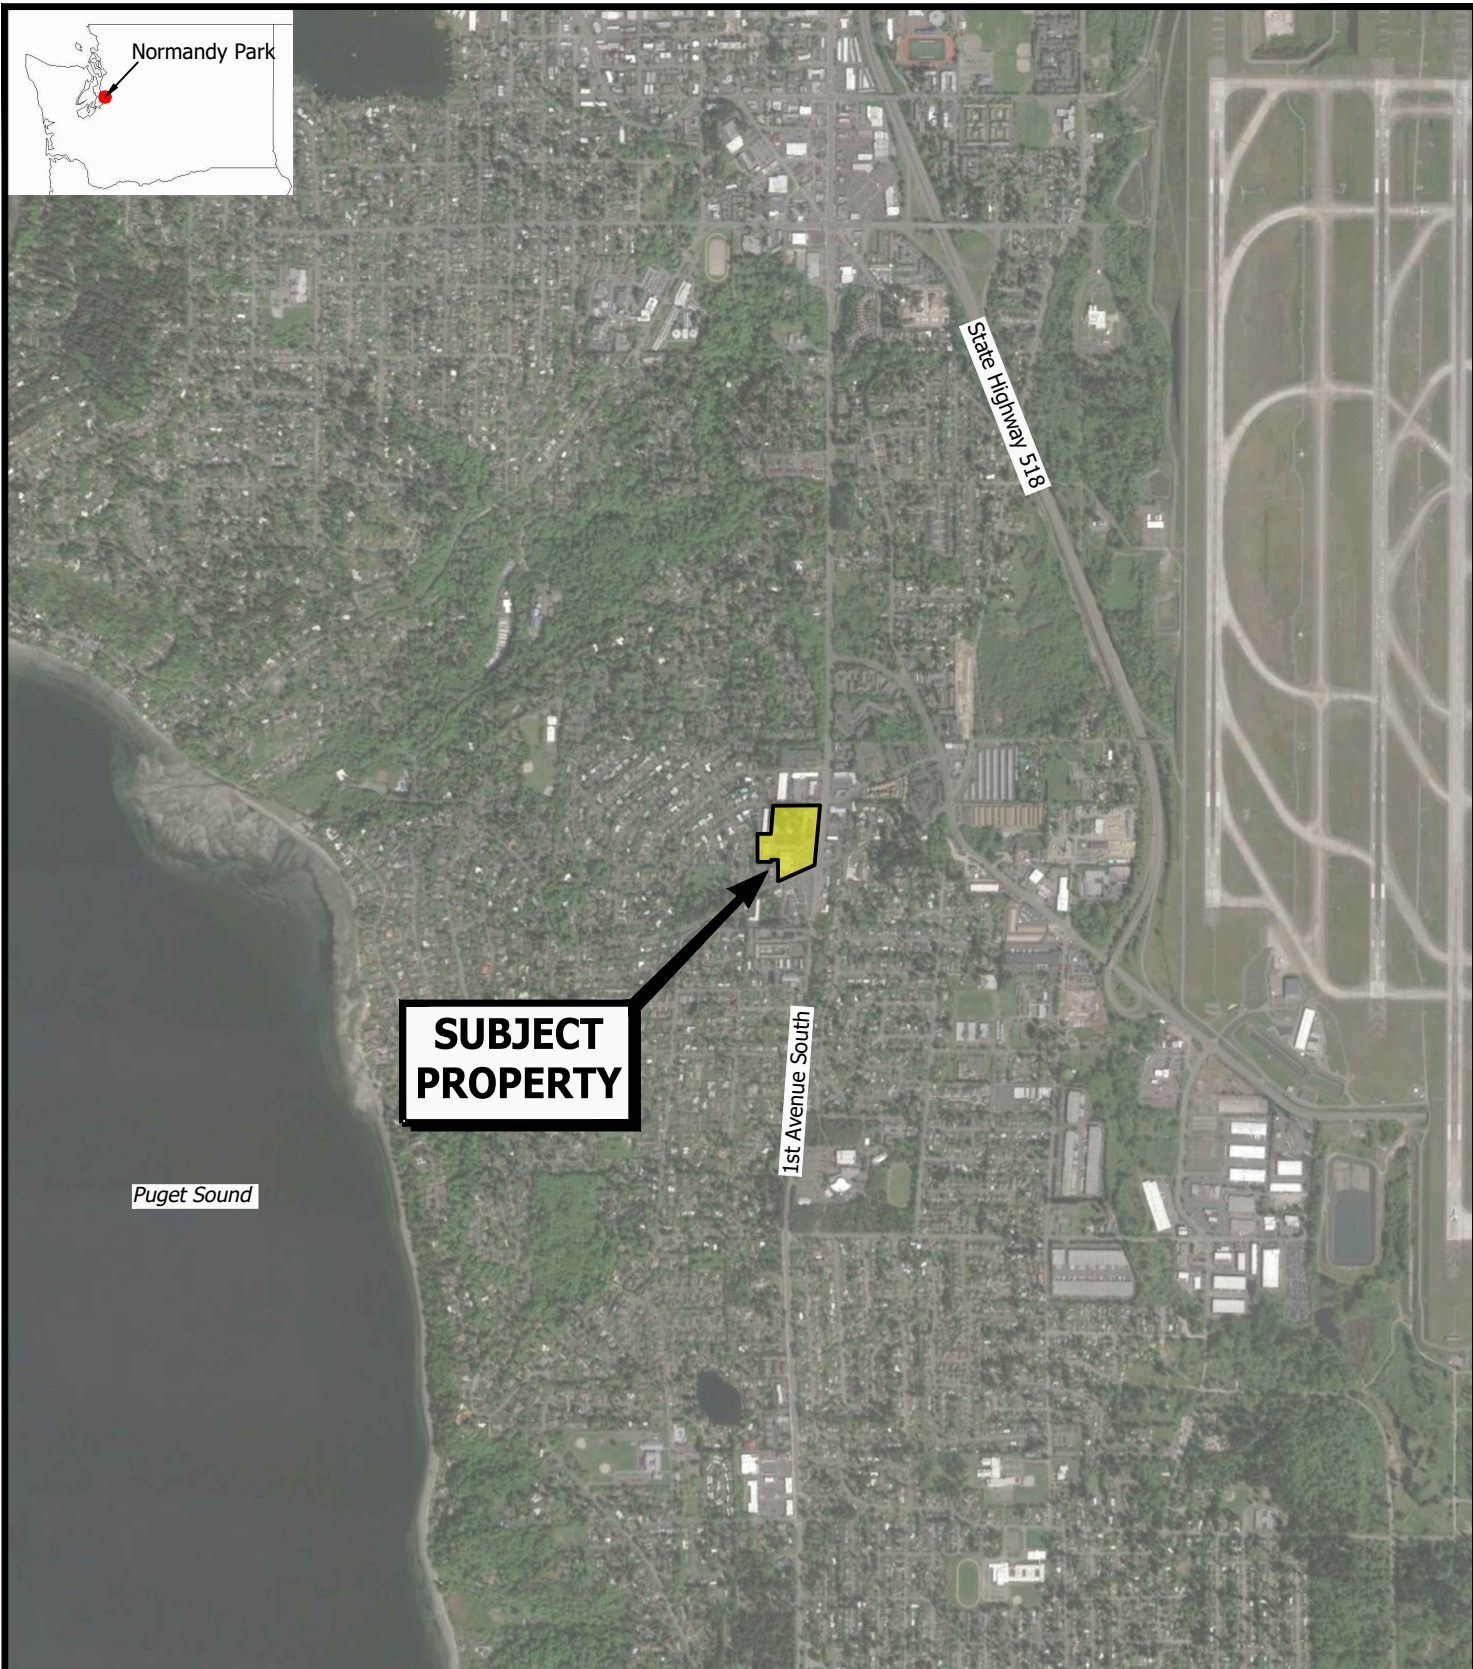 Normandy Park
State Highway 518
SUBJECT
PROPERTY
1st Avenue South
Puget Sound